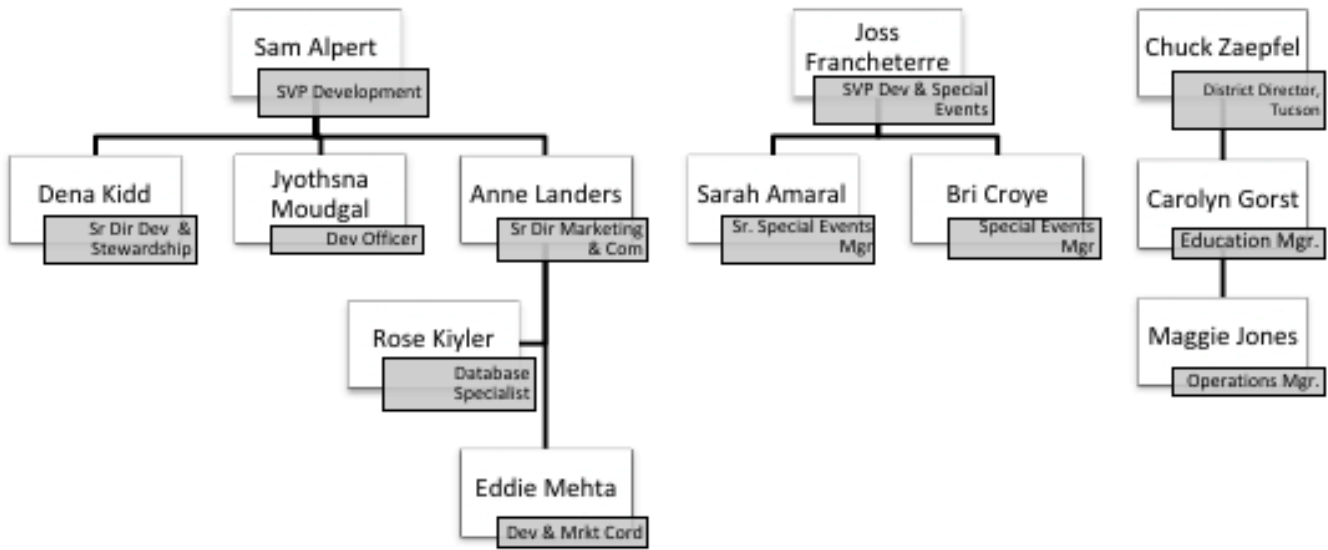 Sam Alpert
SVP Development
Joss
Francheterre
SVP Dev & Special
Events
Chuck Zaepfel
District Director,
Tucson
Dena Kidd
Sr Dir Dev &
Stewardship
Jyothsna
Moudgal
Dev Officer
Anne Landers
Sr Dir Marketing
& Com
Sarah Amaral
Sr. Special Events
Mgr
Bri Croye
Special Events
Mgr
Carolyn Gorst
Education Mgr.
Rose Kiyler
Database
Specialist
Maggie Jones
Operations Mgr.
Eddie Mehta
Dev & Mrkt Cord